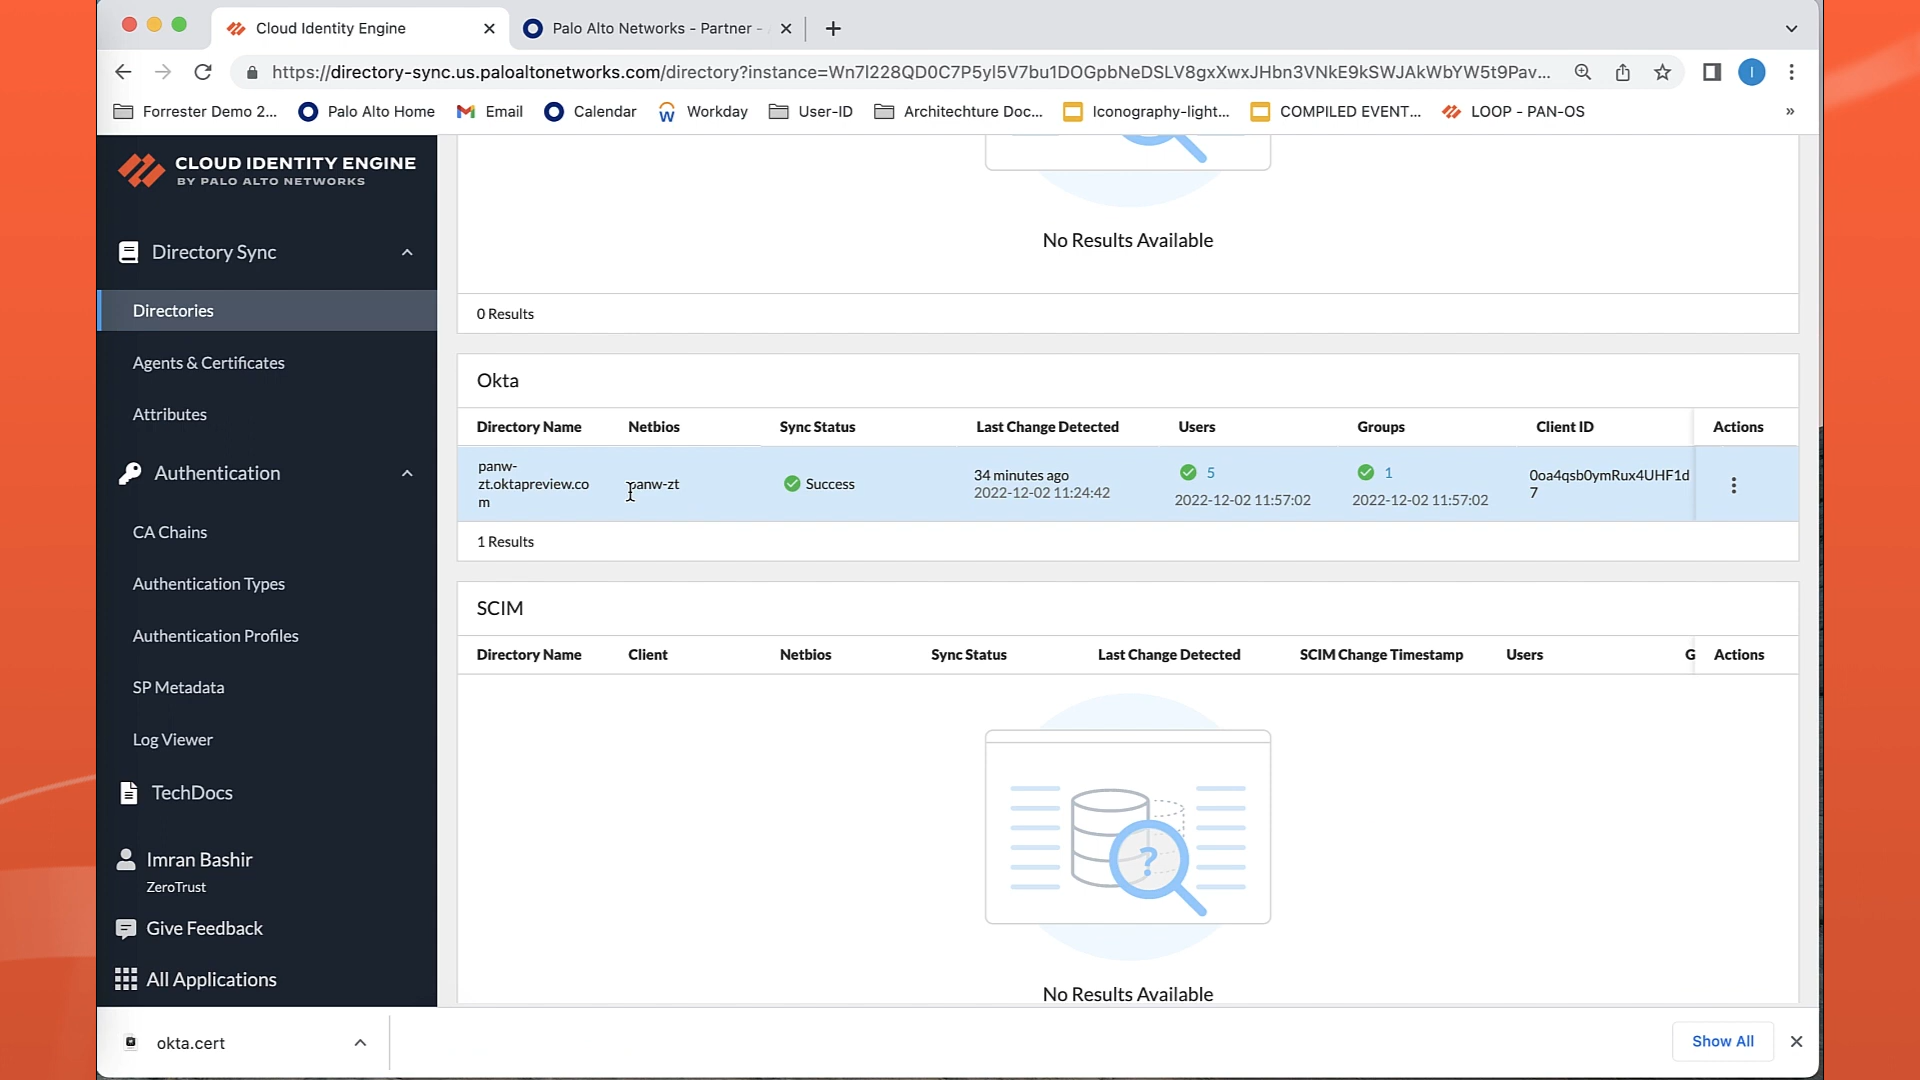 Cloud Identity Engine
Palo Alto Networks - Partner -
https://directory-sync.us.paloaltonetworks.com/directory?instance=Wn7l228QD0C7P5yl5V7bu1DOGpbNeDSLV8gxXwxJHbn3VNkE9kSWJAkWbYW5t9Pav...
I
Forrester Demo 2...
Palo Alto Home
Email
Calendar
Workday
User-ID
Architechture Doc...
Iconography-light...
COMPILED EVENT...
LOOP - PAN-OS
»
CLOUD IDENTITY ENGINE
BY PALO ALTO NETWORKS
Directory Sync
Directories
Agents & Certificates
Attributes
Authentication
CA Chains
Authentication Types
Authentication Profiles
SP Metadata
Log Viewer
TechDocs
Imran Bashir
ZeroTrust
Give Feedback
All Applications
No Results Available
0 Results
Okta
Directory Name Netbios Sync Status Last Change Detected Users Groups Client ID Actions
panw-
zt.oktapreview.co
m
panw-zt
Success
34 minutes ago
2022-12-02 11:24:42
5
2022-12-02 11:57:02
1
2022-12-02 11:57:02
0oa4qsb0ymRux4UHF1d
7
1 Results
SCIM
Directory Name Client Netbios Sync Status Last Change Detected SCIM Change Timestamp Users G Actions
?
No Results Available
okta.cert
Show All